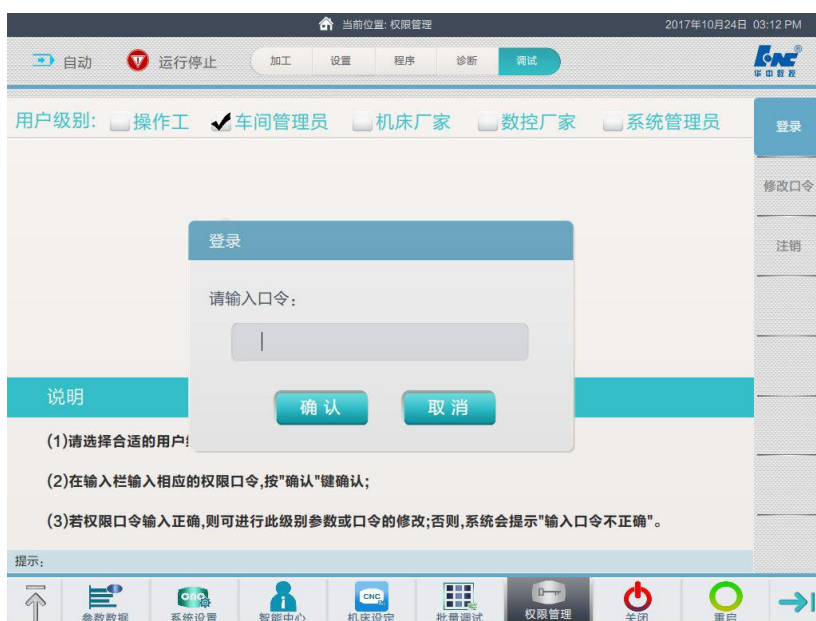 当前位置: 权限管理
2017年10月24日 03:12 PM
自动 运行停止 加工 设置 程序 诊断 调试
HNC®
华中数控
用户级别: 操作工 车间管理员 机床厂家 数控厂家 系统管理员
登录
修改口令
注销
登录
请输入口令:
确认 取消
说明
(1)请选择合适的用户
(2)在输入栏输入相应的权限口令,按"确认"键确认;
(3)若权限口令输入正确,则可进行此级别参数或口令的修改;否则,系统会提示"输入口令不正确"。
提示:
CNC CNC
参数数据 系统设置 智能中心 机床设定 批量调试 权限管理 关闭 重启